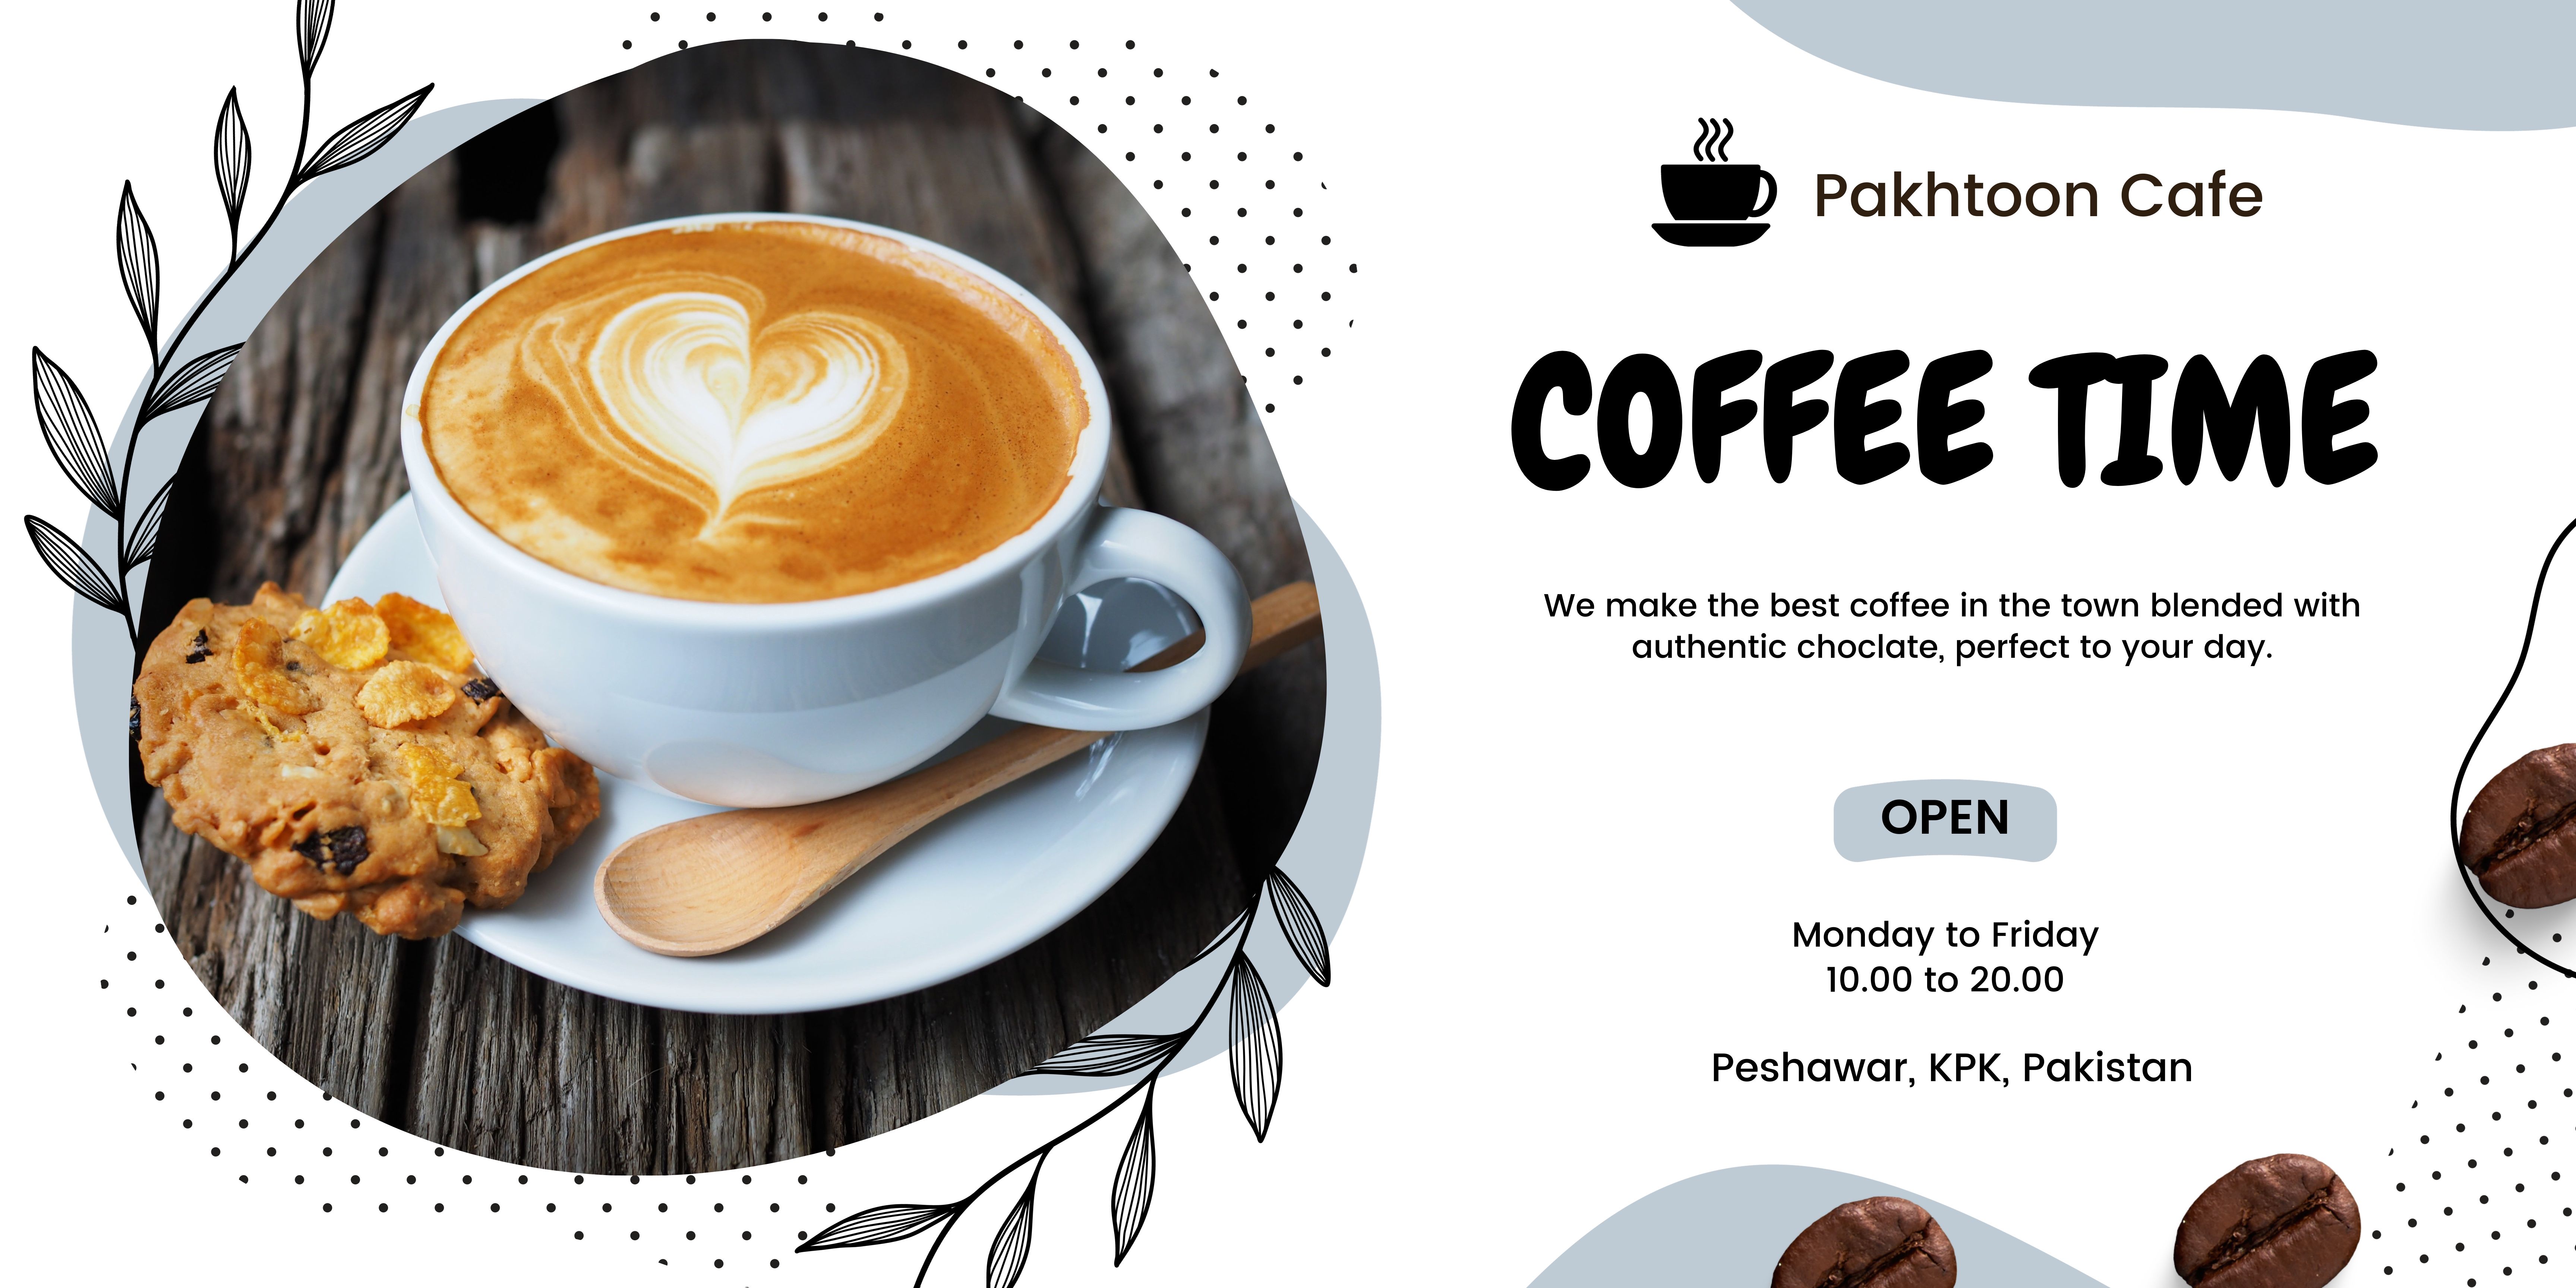 Pakhtoon Cafe
COFFEE TIME
We make the best coffee in the town blended with
authentic choclate, perfect to your day.
OPEN
Monday to Friday
10.00 to 20.00
Peshawar, KPK, Pakistan